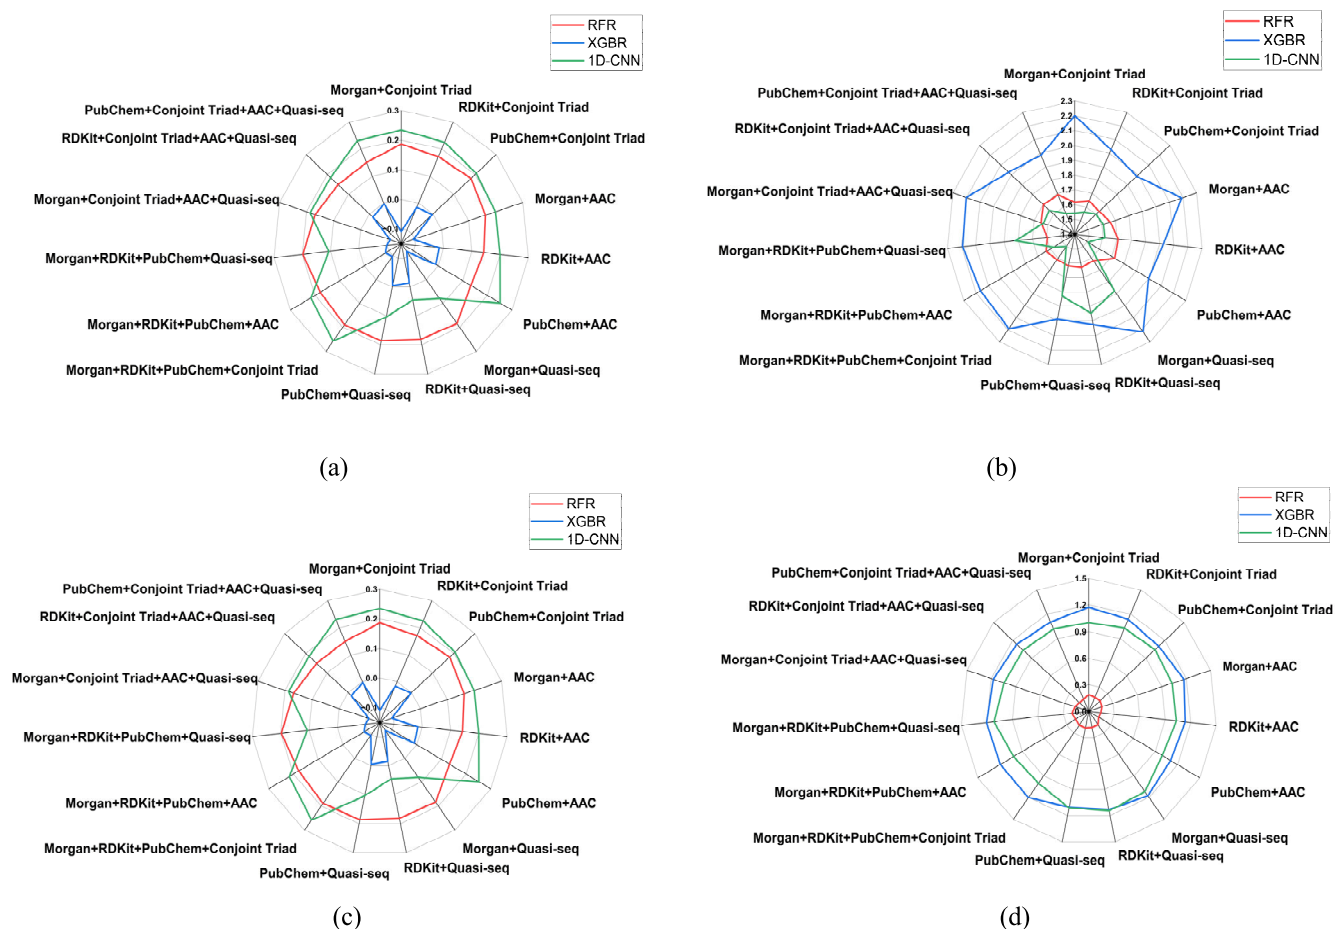 RFR
XGBR
1D-CNN
Morgan+Conjoint Triad
RDKit+Conjoint Triad
PubChem+Conjoint Triad
Morgan+AAC
RDKit+AAC
PubChem+AAC
Morgan+Quasi-seq
RDKit+Quasi-seq
PubChem+Quasi-seq
Morgan+RDKit+PubChem+Conjoint Triad
Morgan+RDKit+PubChem+AAC
Morgan+RDKit+PubChem+Quasi-seq
Morgan+Conjoint Triad+AAC+Quasi-seq
RDKit+Conjoint Triad+AAC+Quasi-seq
PubChem+Conjoint Triad+AAC+Quasi-seq
0.3
0.2
0.1
0.0
-0.1
(a)
RFR
XGBR
1D-CNN
Morgan+Conjoint Triad
RDKit+Conjoint Triad
PubChem+Conjoint Triad
Morgan+AAC
RDKit+AAC
PubChem+AAC
Morgan+Quasi-seq
RDKit+Quasi-seq
PubChem+Quasi-seq
Morgan+RDKit+PubChem+Conjoint Triad
Morgan+RDKit+PubChem+AAC
Morgan+RDKit+PubChem+Quasi-seq
Morgan+Conjoint Triad+AAC+Quasi-seq
RDKit+Conjoint Triad+AAC+Quasi-seq
PubChem+Conjoint Triad+AAC+Quasi-seq
2.3
2.2
2.1
1.9
1.8
1.7
1.6
1.5
(b)
RFR
XGBR
1D-CNN
Morgan+Conjoint Triad
RDKit+Conjoint Triad
PubChem+Conjoint Triad
Morgan+AAC
RDKit+AAC
PubChem+AAC
Morgan+Quasi-seq
RDKit+Quasi-seq
PubChem+Quasi-seq
Morgan+RDKit+PubChem+Conjoint Triad
Morgan+RDKit+PubChem+AAC
Morgan+RDKit+PubChem+Quasi-seq
Morgan+Conjoint Triad+AAC+Quasi-seq
RDKit+Conjoint Triad+AAC+Quasi-seq
PubChem+Conjoint Triad+AAC+Quasi-seq
0.3
0.2
0.1
0.0
-0.1
(c)
RFR
XGBR
1D-CNN
Morgan+Conjoint Triad
RDKit+Conjoint Triad
PubChem+Conjoint Triad
Morgan+AAC
RDKit+AAC
PubChem+AAC
Morgan+Quasi-seq
RDKit+Quasi-seq
PubChem+Quasi-seq
Morgan+RDKit+PubChem+Conjoint Triad
Morgan+RDKit+PubChem+AAC
Morgan+RDKit+PubChem+Quasi-seq
Morgan+Conjoint Triad+AAC+Quasi-seq
RDKit+Conjoint Triad+AAC+Quasi-seq
PubChem+Conjoint Triad+AAC+Quasi-seq
1.5
1.2
0.9
0.6
0.3
0.0
(d)